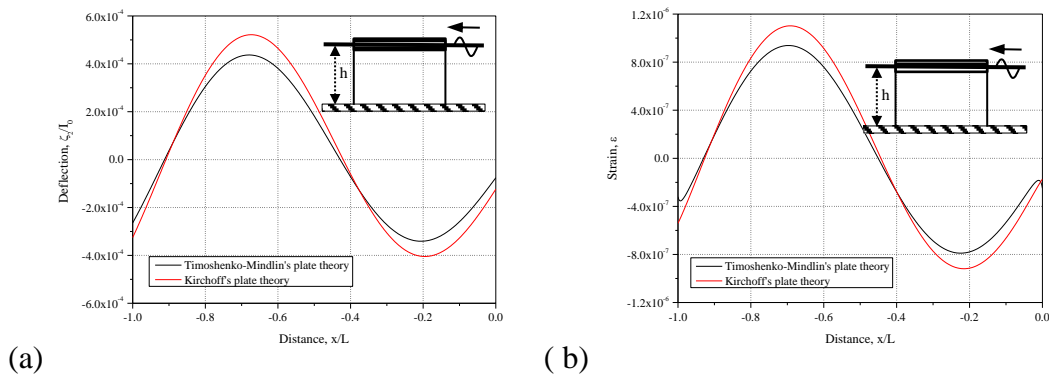 6.0x10⁻⁴
4.0x10⁻⁴
2.0x10⁻⁴
0.0
-2.0x10⁻⁴
-4.0x10⁻⁴
-6.0x10⁻⁴
Deflection, ζ₂/I₀
h
Timoshenko-Mindlin's plate theory
Kirchoff's plate theory
-1.0 -0.8 -0.6 -0.4 -0.2 0.0
Distance, x/L
(a)
1.2x10⁻⁶
8.0x10⁻⁷
4.0x10⁻⁷
0.0
-4.0x10⁻⁷
-8.0x10⁻⁷
-1.2x10⁻⁶
Strain, ε
h
Timoshenko-Mindlin's plate theory
Kirchoff's plate theory
-1.0 -0.8 -0.6 -0.4 -0.2 0.0
Distance, x/L
( b)